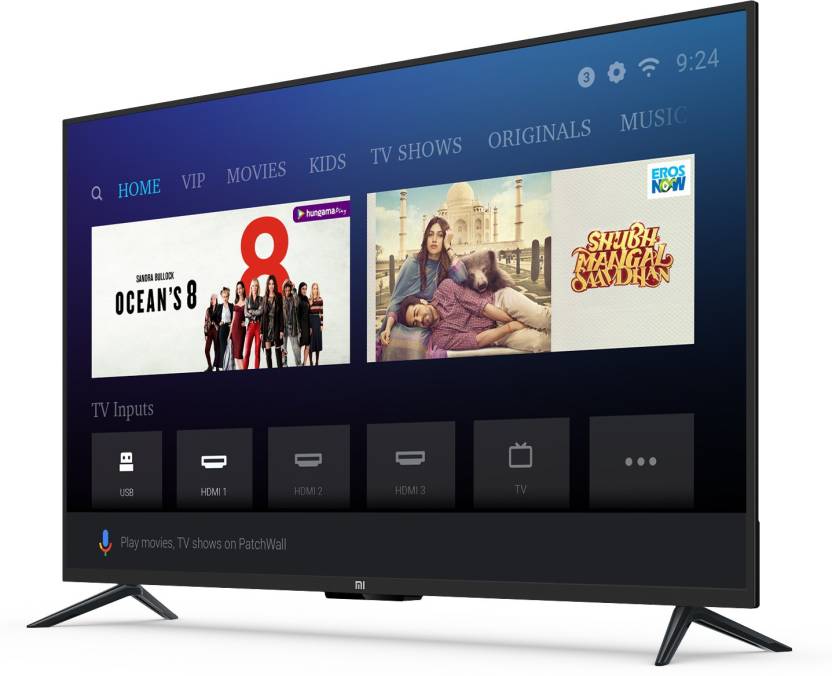 3 9:24
HOME VIP MOVIES KIDS TV SHOWS ORIGINALS MUSIC
hungama play
SANDRA BULLOCK
OCEAN'S 8
8
EROS
NOW
SHUBH
MANGAL
SAAVDHAN
TV Inputs
USB HDMI 1 HDMI 2 HDMI 3 TV
Play movies, TV shows on PatchWall
MI